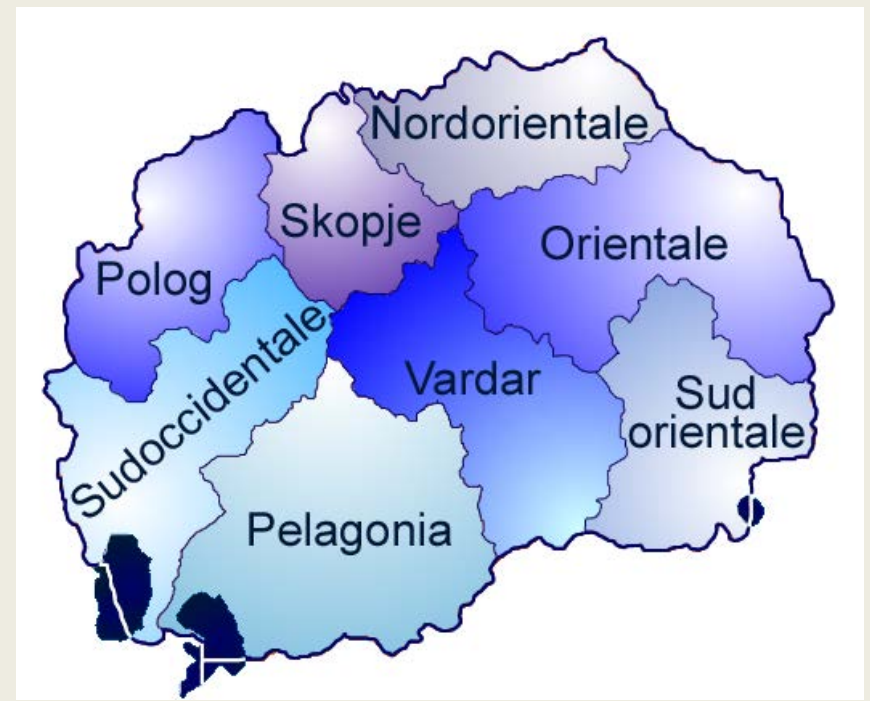 Nordorientale
Skopje
Orientale
Polog
Sudoccidentale
Vardar
Sud
orientale
Pelagonia